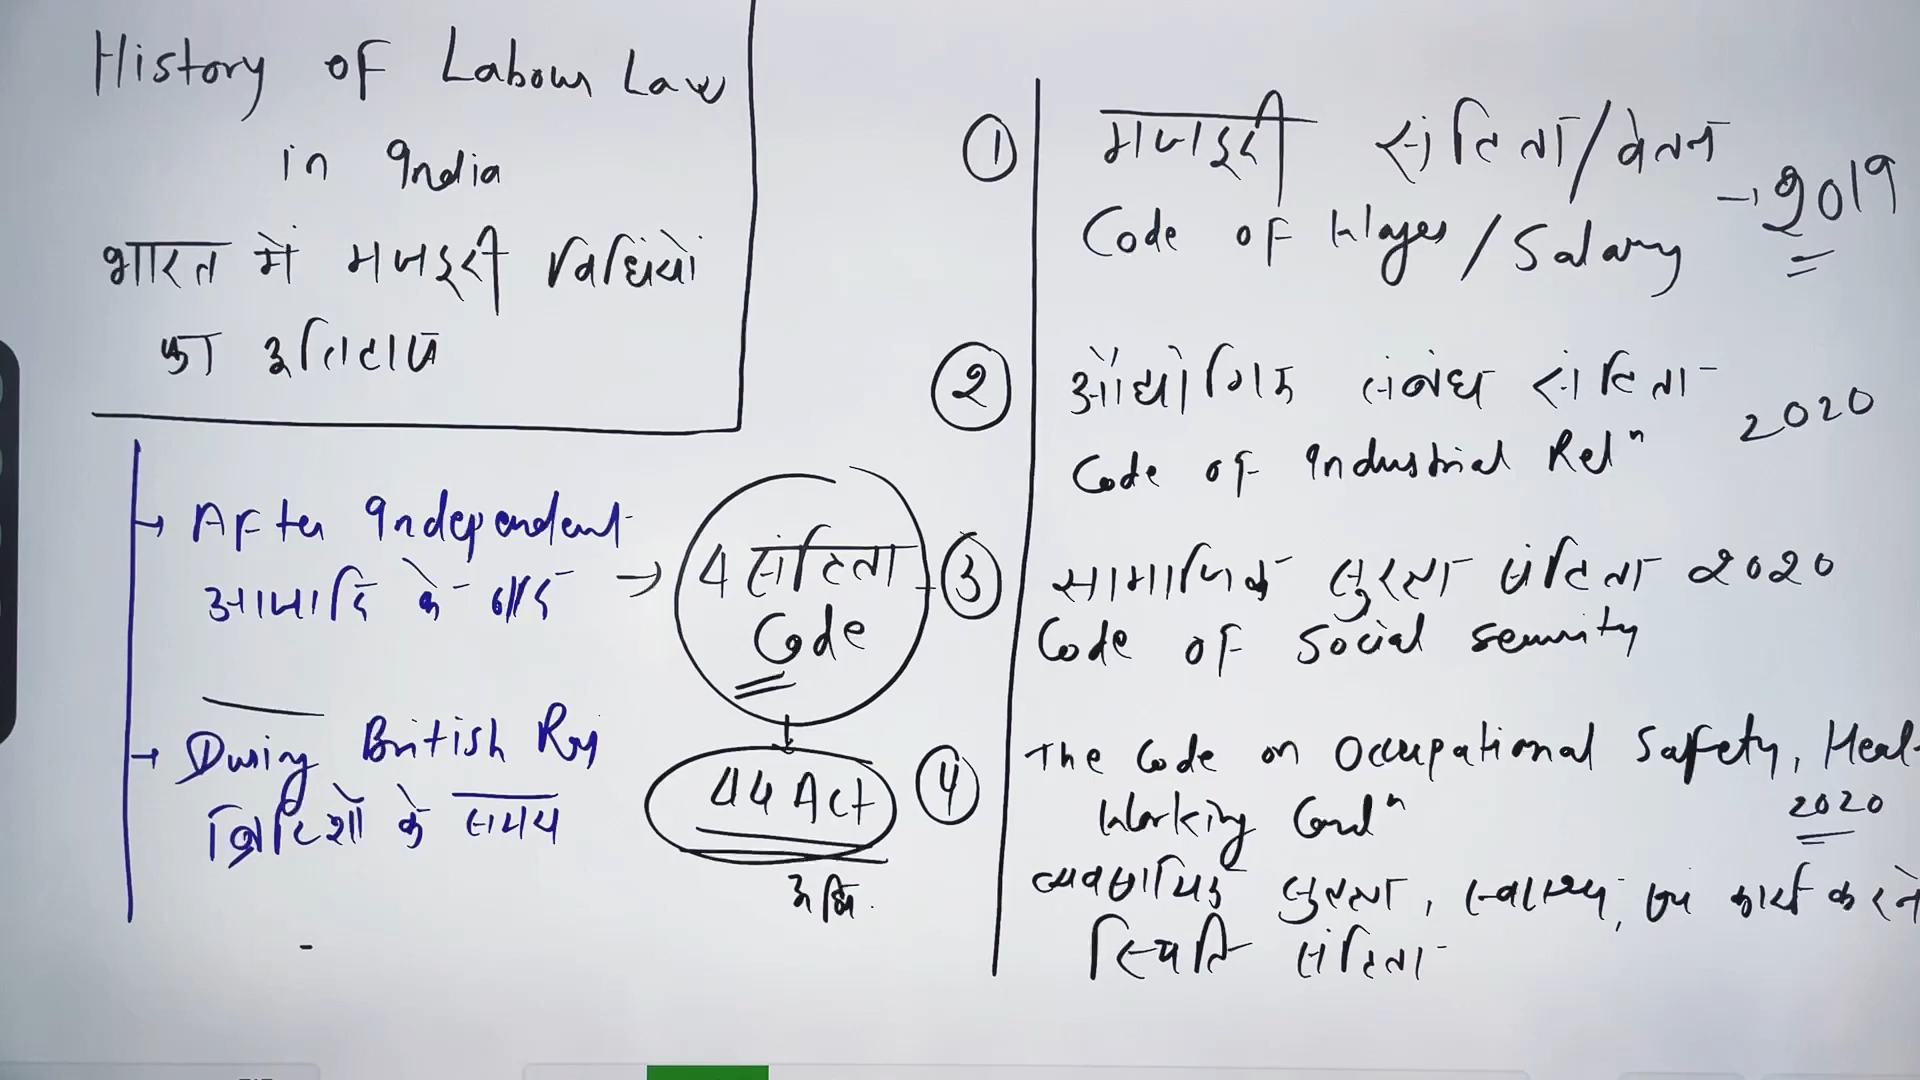 History of Labour Law
in India
भारत में मजदूरी विधियों
का इतिहास
→ After Independent
आजादि के बाद
→ 4 संहिता
Code
44 Act
अधि.
→ During British Raj
ब्रिटिशों के समय
① मजदूरी संहिता/वेतन
Code of Wages/Salary → 2019
② औद्योगिक संबंध संहिता
Code of Industrial Relⁿ 2020
③ सामाजिक सुरक्षा संहिता 2020
Code of Social Security
④ The Code on Occupational Safety, Heal
Working Condⁿ 2020
व्यवसायिक सुरक्षा, स्वास्थ्य, एवं कार्य करने
स्थिति संहिता